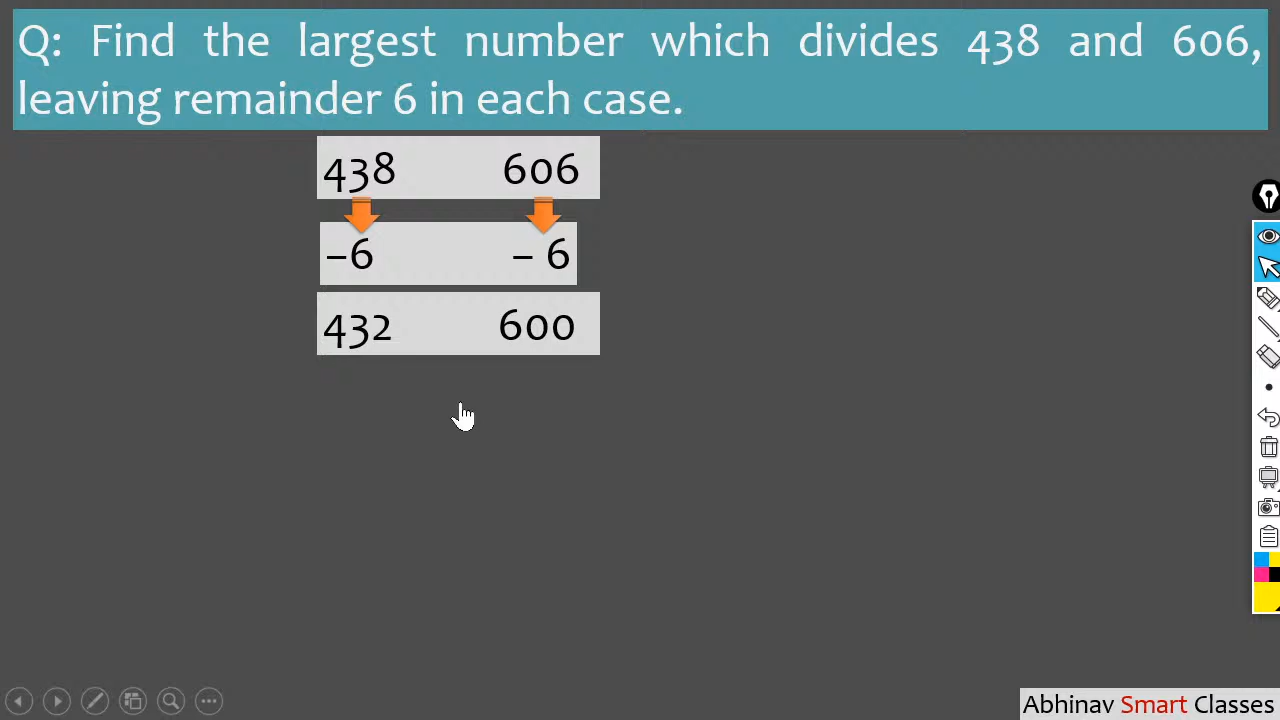 Q: Find the largest number which divides 438 and 606,
leaving remainder 6 in each case.
438 606
–6 – 6
432 600
Abhinav Smart Classes